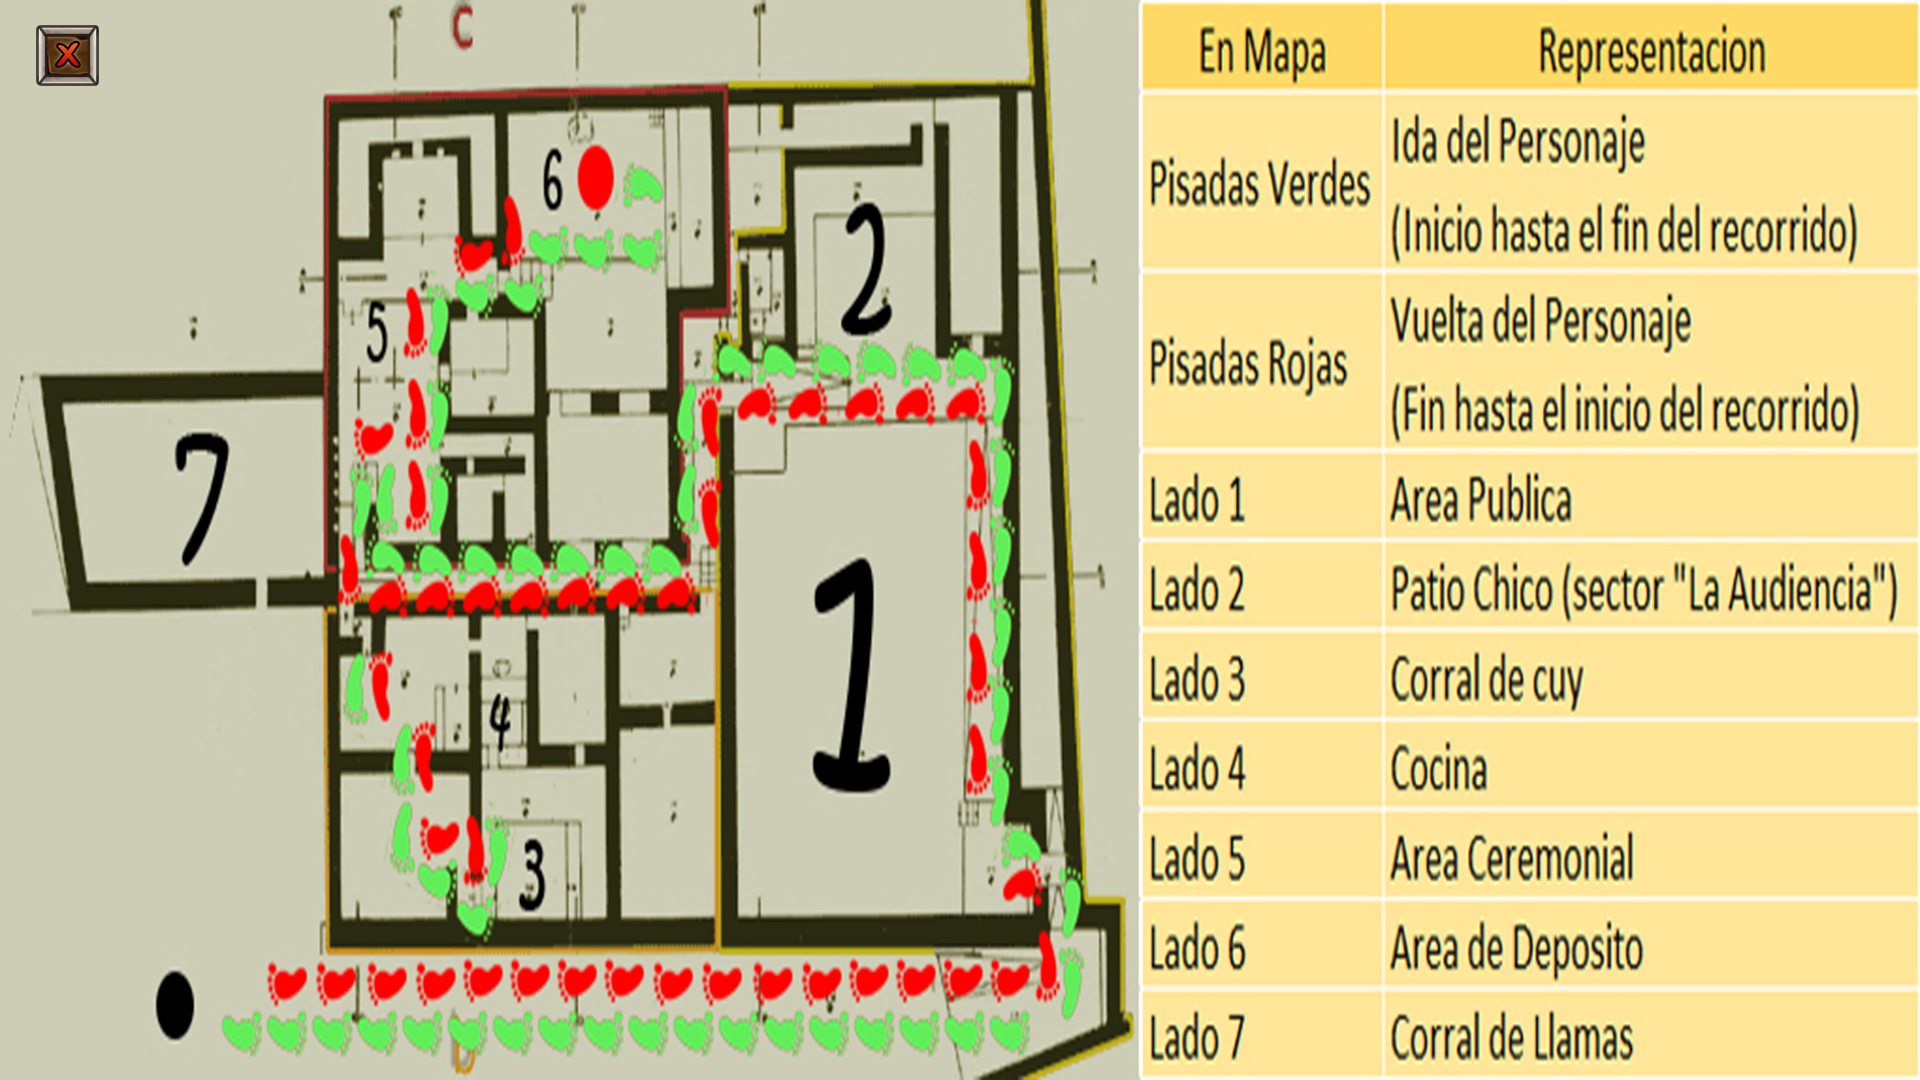 C
6
2
5
7
1
4
3
En Mapa Representacion
Pisadas Verdes Ida del Personaje
(Inicio hasta el fin del recorrido)
Pisadas Rojas Vuelta del Personaje
(Fin hasta el inicio del recorrido)
Lado 1 Area Publica
Lado 2 Patio Chico (sector "La Audiencia")
Lado 3 Corral de cuy
Lado 4 Cocina
Lado 5 Area Ceremonial
Lado 6 Area de Deposito
Lado 7 Corral de Llamas